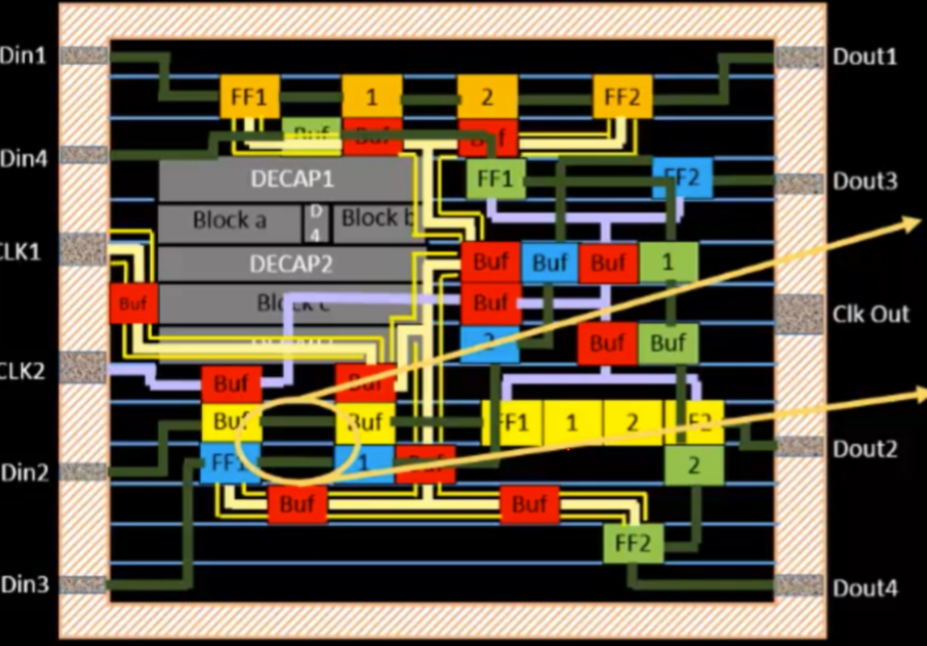 Din1
Dout1
FF1 1 2 FF2
Buf Buf Buf
Din4
DECAP1
FF1 FF2
Dout3
Block a D4 Block b
CLK1
DECAP2
Buf Buf Buf 1
Buf
Block c
Buf
Clk Out
2 Buf Buf
CLK2
Buf Buf
Buf Buf FF1 1 2 FF2
Dout2
Din2
FF1 1 Buf 2
Buf Buf
FF2
Din3
Dout4